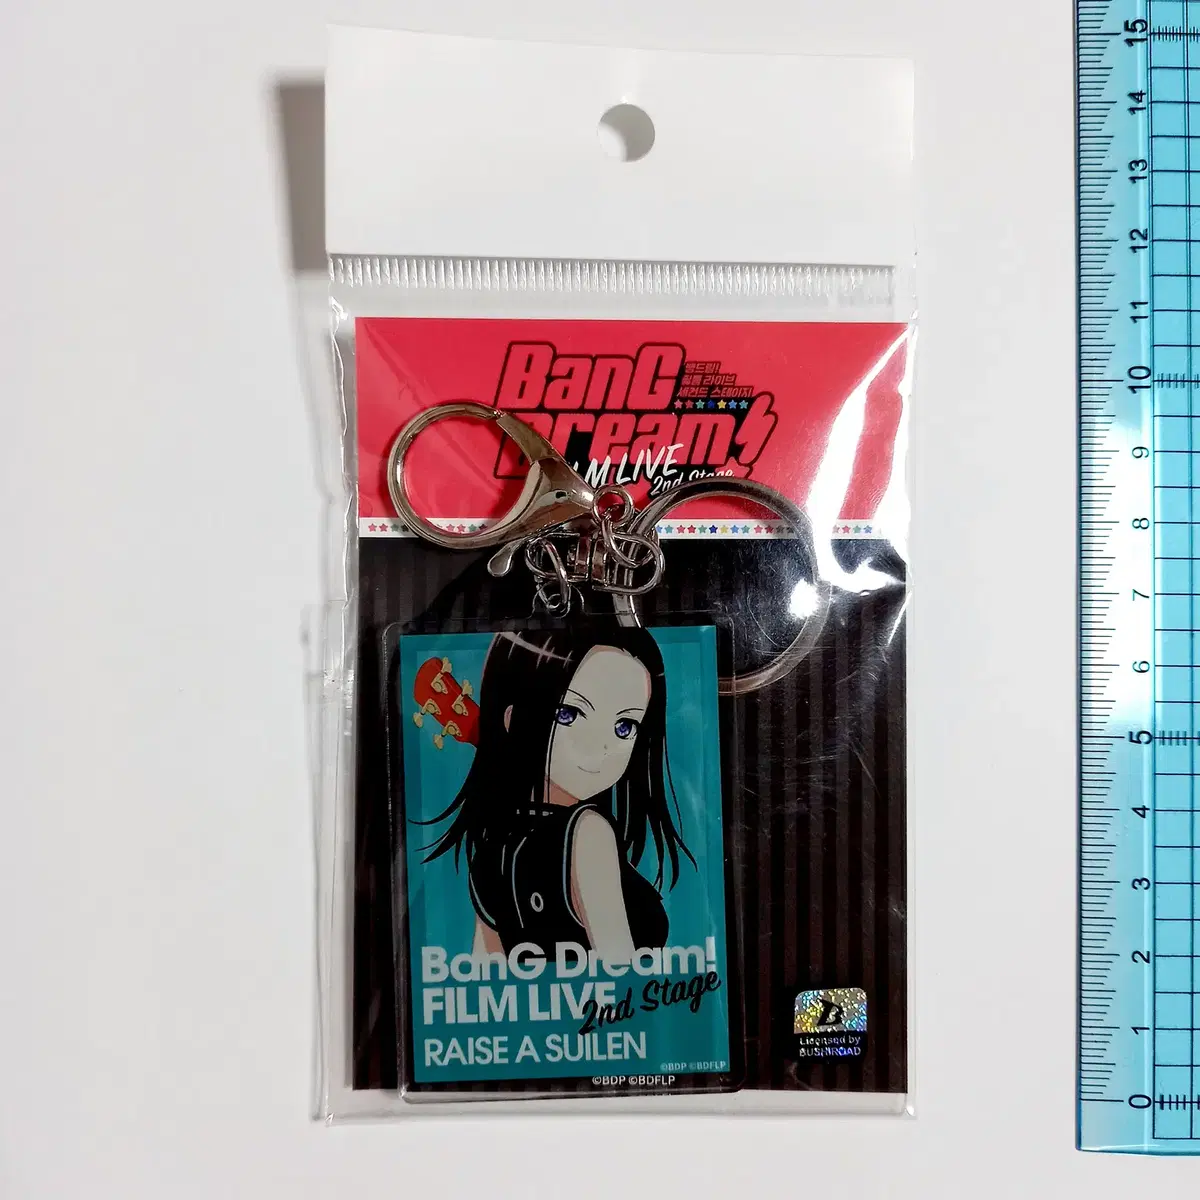 BanG
Dream!
뱅드림!
필름 라이브
세컨드 스테이지
FILM LIVE
2nd Stage
BanG Dream!
FILM LIVE
2nd Stage
RAISE A SUILEN
©BDP ©BDFLP
©BDP ©BDFLP
B
Licensed by
BUSHIROAD
15
14
13
12
11
10
9
8
7
6
5
4
3
2
1
0